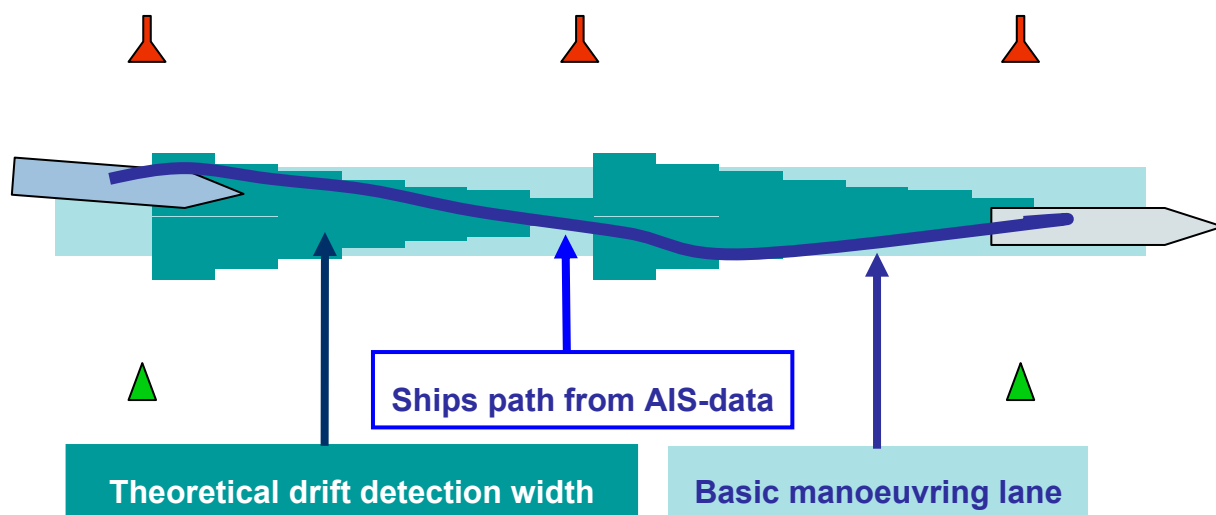 Ships path from AIS-data
Theoretical drift detection width
Basic manoeuvring lane